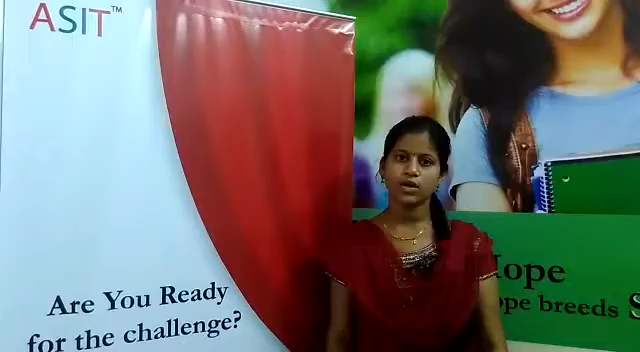 ASIT™
Are You Ready
for the challenge?
Hope
ope breeds S